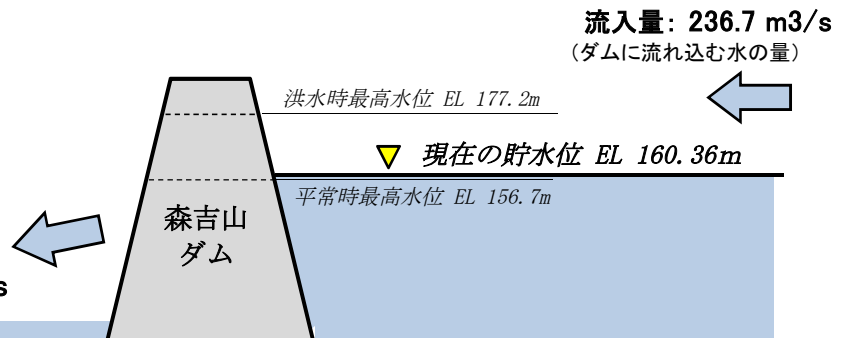 流入量: 236.7 m3/s
（ダムに流れ込む水の量）
洪水時最高水位 EL 177.2m
現在の貯水位 EL 160.36m
平常時最高水位 EL 156.7m
森吉山
ダム
s